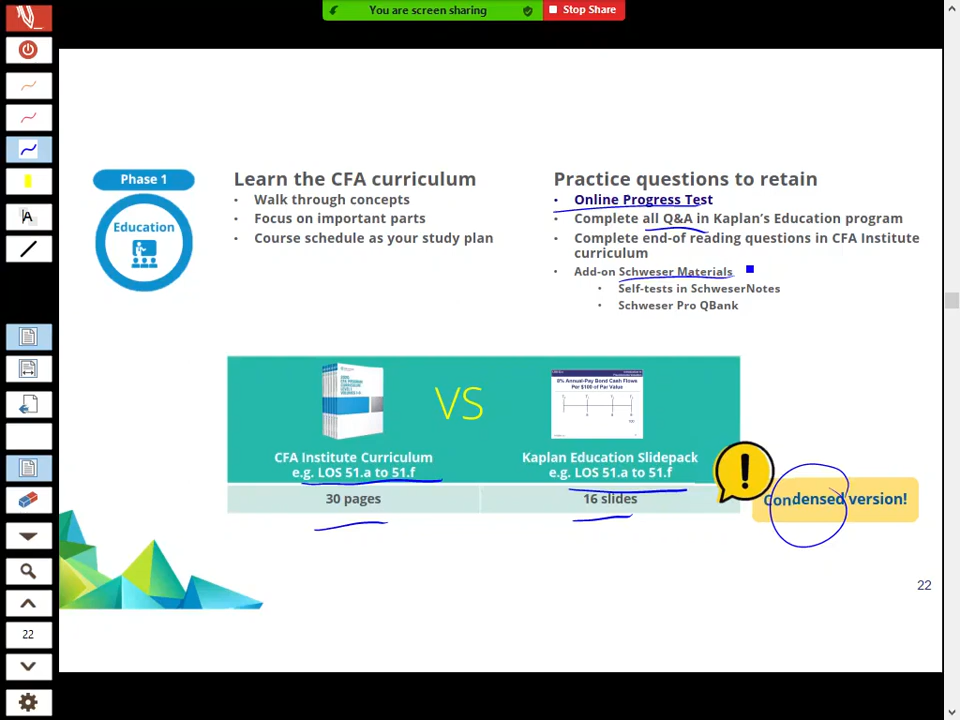 You are screen sharing
Stop Share
Phase 1
Education
Learn the CFA curriculum
• Walk through concepts
• Focus on important parts
• Course schedule as your study plan
Practice questions to retain
• Online Progress Test
• Complete all Q&A in Kaplan's Education program
• Complete end-of reading questions in CFA Institute
curriculum
• Add-on Schweser Materials
• Self-tests in SchweserNotes
• Schweser Pro QBank
VS
6% Annual-Pay Bond Cash Flows
Per $100 of Par Value
CFA Institute Curriculum
e.g. LOS 51.a to 51.f
30 pages
Kaplan Education Slidepack
e.g. LOS 51.a to 51.f
16 slides
!
Condensed version!
22
A
22